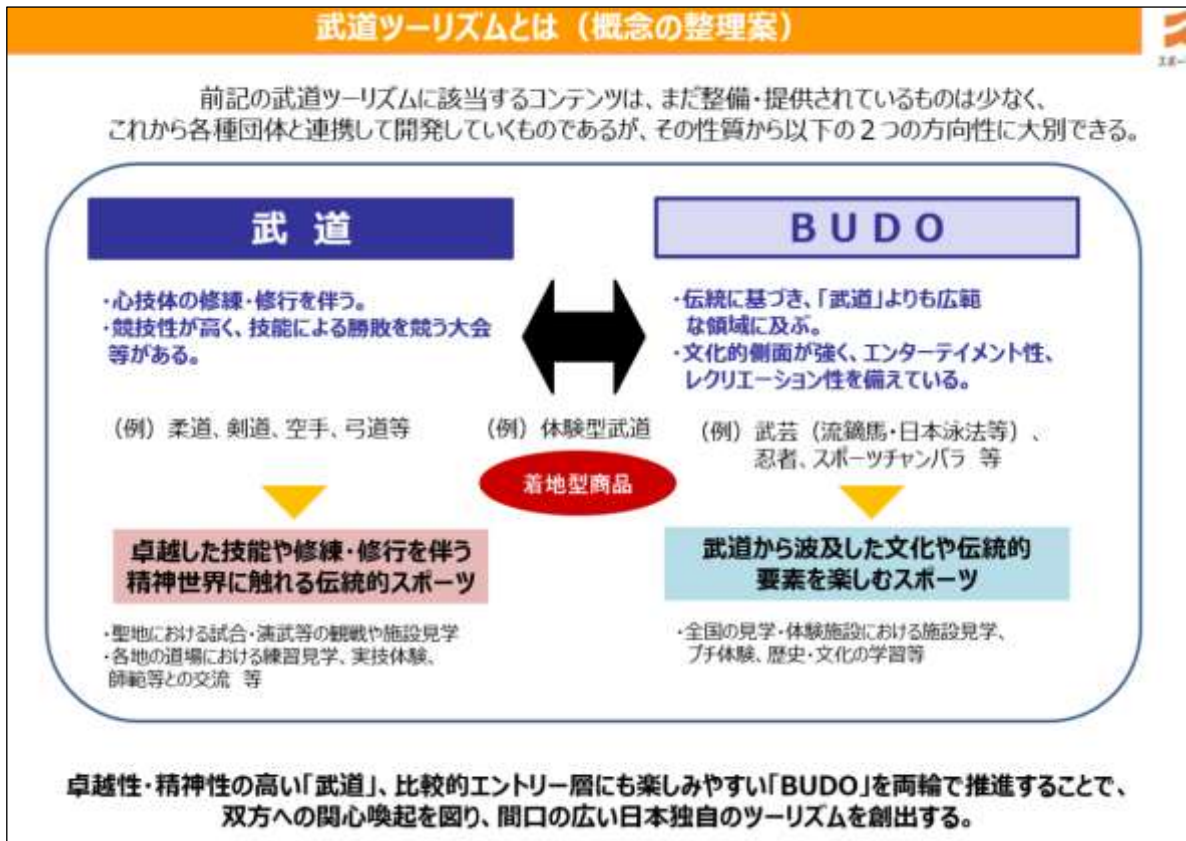 武道ツーリズムとは（概念の整理案）
スポー
前記の武道ツーリズムに該当するコンテンツは、まだ整備・提供されているものは少なく、
これから各種団体と連携して開発していくものであるが、その性質から以下の２つの方向性に大別できる。
武 道
・心技体の修練・修行を伴う。
・競技性が高く、技能による勝敗を競う大会
等がある。
（例）柔道、剣道、空手、弓道等
卓越した技能や修練・修行を伴う
精神世界に触れる伝統的スポーツ
・聖地における試合・演武等の観戦や施設見学
・各地の道場における練習見学、実技体験、
師範等との交流 等
（例）体験型武道
着地型商品
ＢＵＤＯ
・伝統に基づき、「武道」よりも広範
な領域に及ぶ。
・文化的側面が強く、エンターテイメント性、
レクリエーション性を備えている。
（例）武芸（流鏑馬・日本泳法等）、
忍者、スポーツチャンバラ 等
武道から波及した文化や伝統的
要素を楽しむスポーツ
・全国の見学・体験施設における施設見学、
プチ体験、歴史・文化の学習等
卓越性・精神性の高い「武道」、比較的エントリー層にも楽しみやすい「BUDO」を両輪で推進することで、
双方への関心喚起を図り、間口の広い日本独自のツーリズムを創出する。